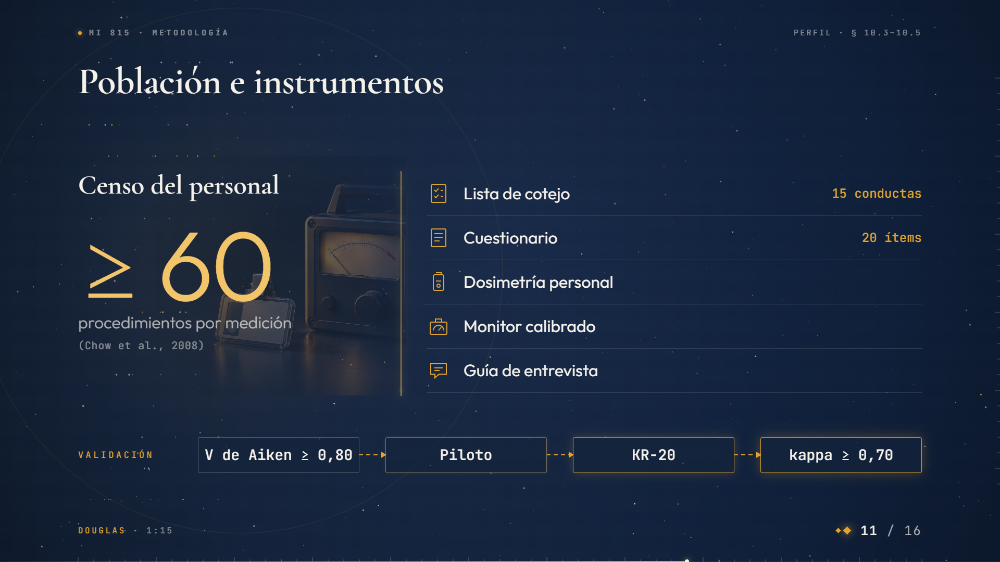 MI 815 · METODOLOGÍA
PERFIL · § 10.3–10.5
Población e instrumentos
Censo del personal
≥ 60
procedimientos por medición
(Chow et al., 2008)
Lista de cotejo
15 conductas
Cuestionario
20 ítems
Dosimetría personal
Monitor calibrado
Guía de entrevista
VALIDACIÓN
V de Aiken ≥ 0,80
Piloto
KR-20
kappa ≥ 0,70
DOUGLAS · 1:15
11 / 16